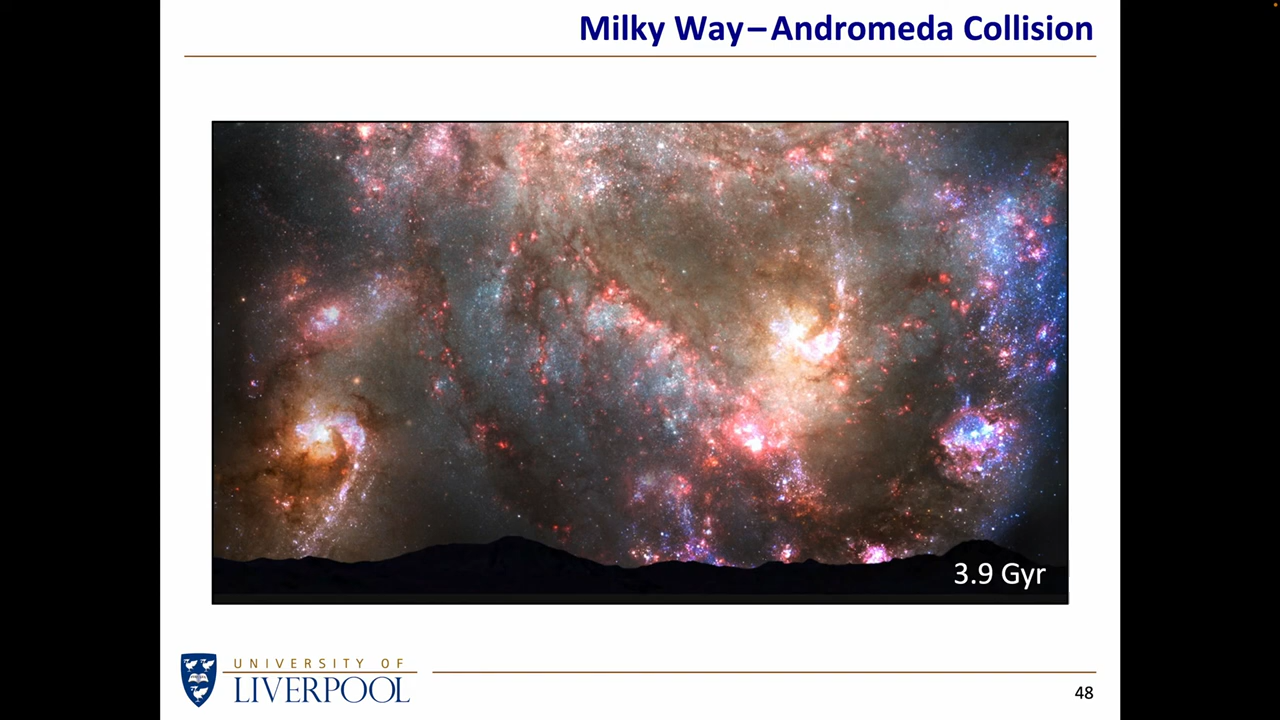 Milky Way–Andromeda Collision
3.9 Gyr
UNIVERSITY OF
LIVERPOOL
48